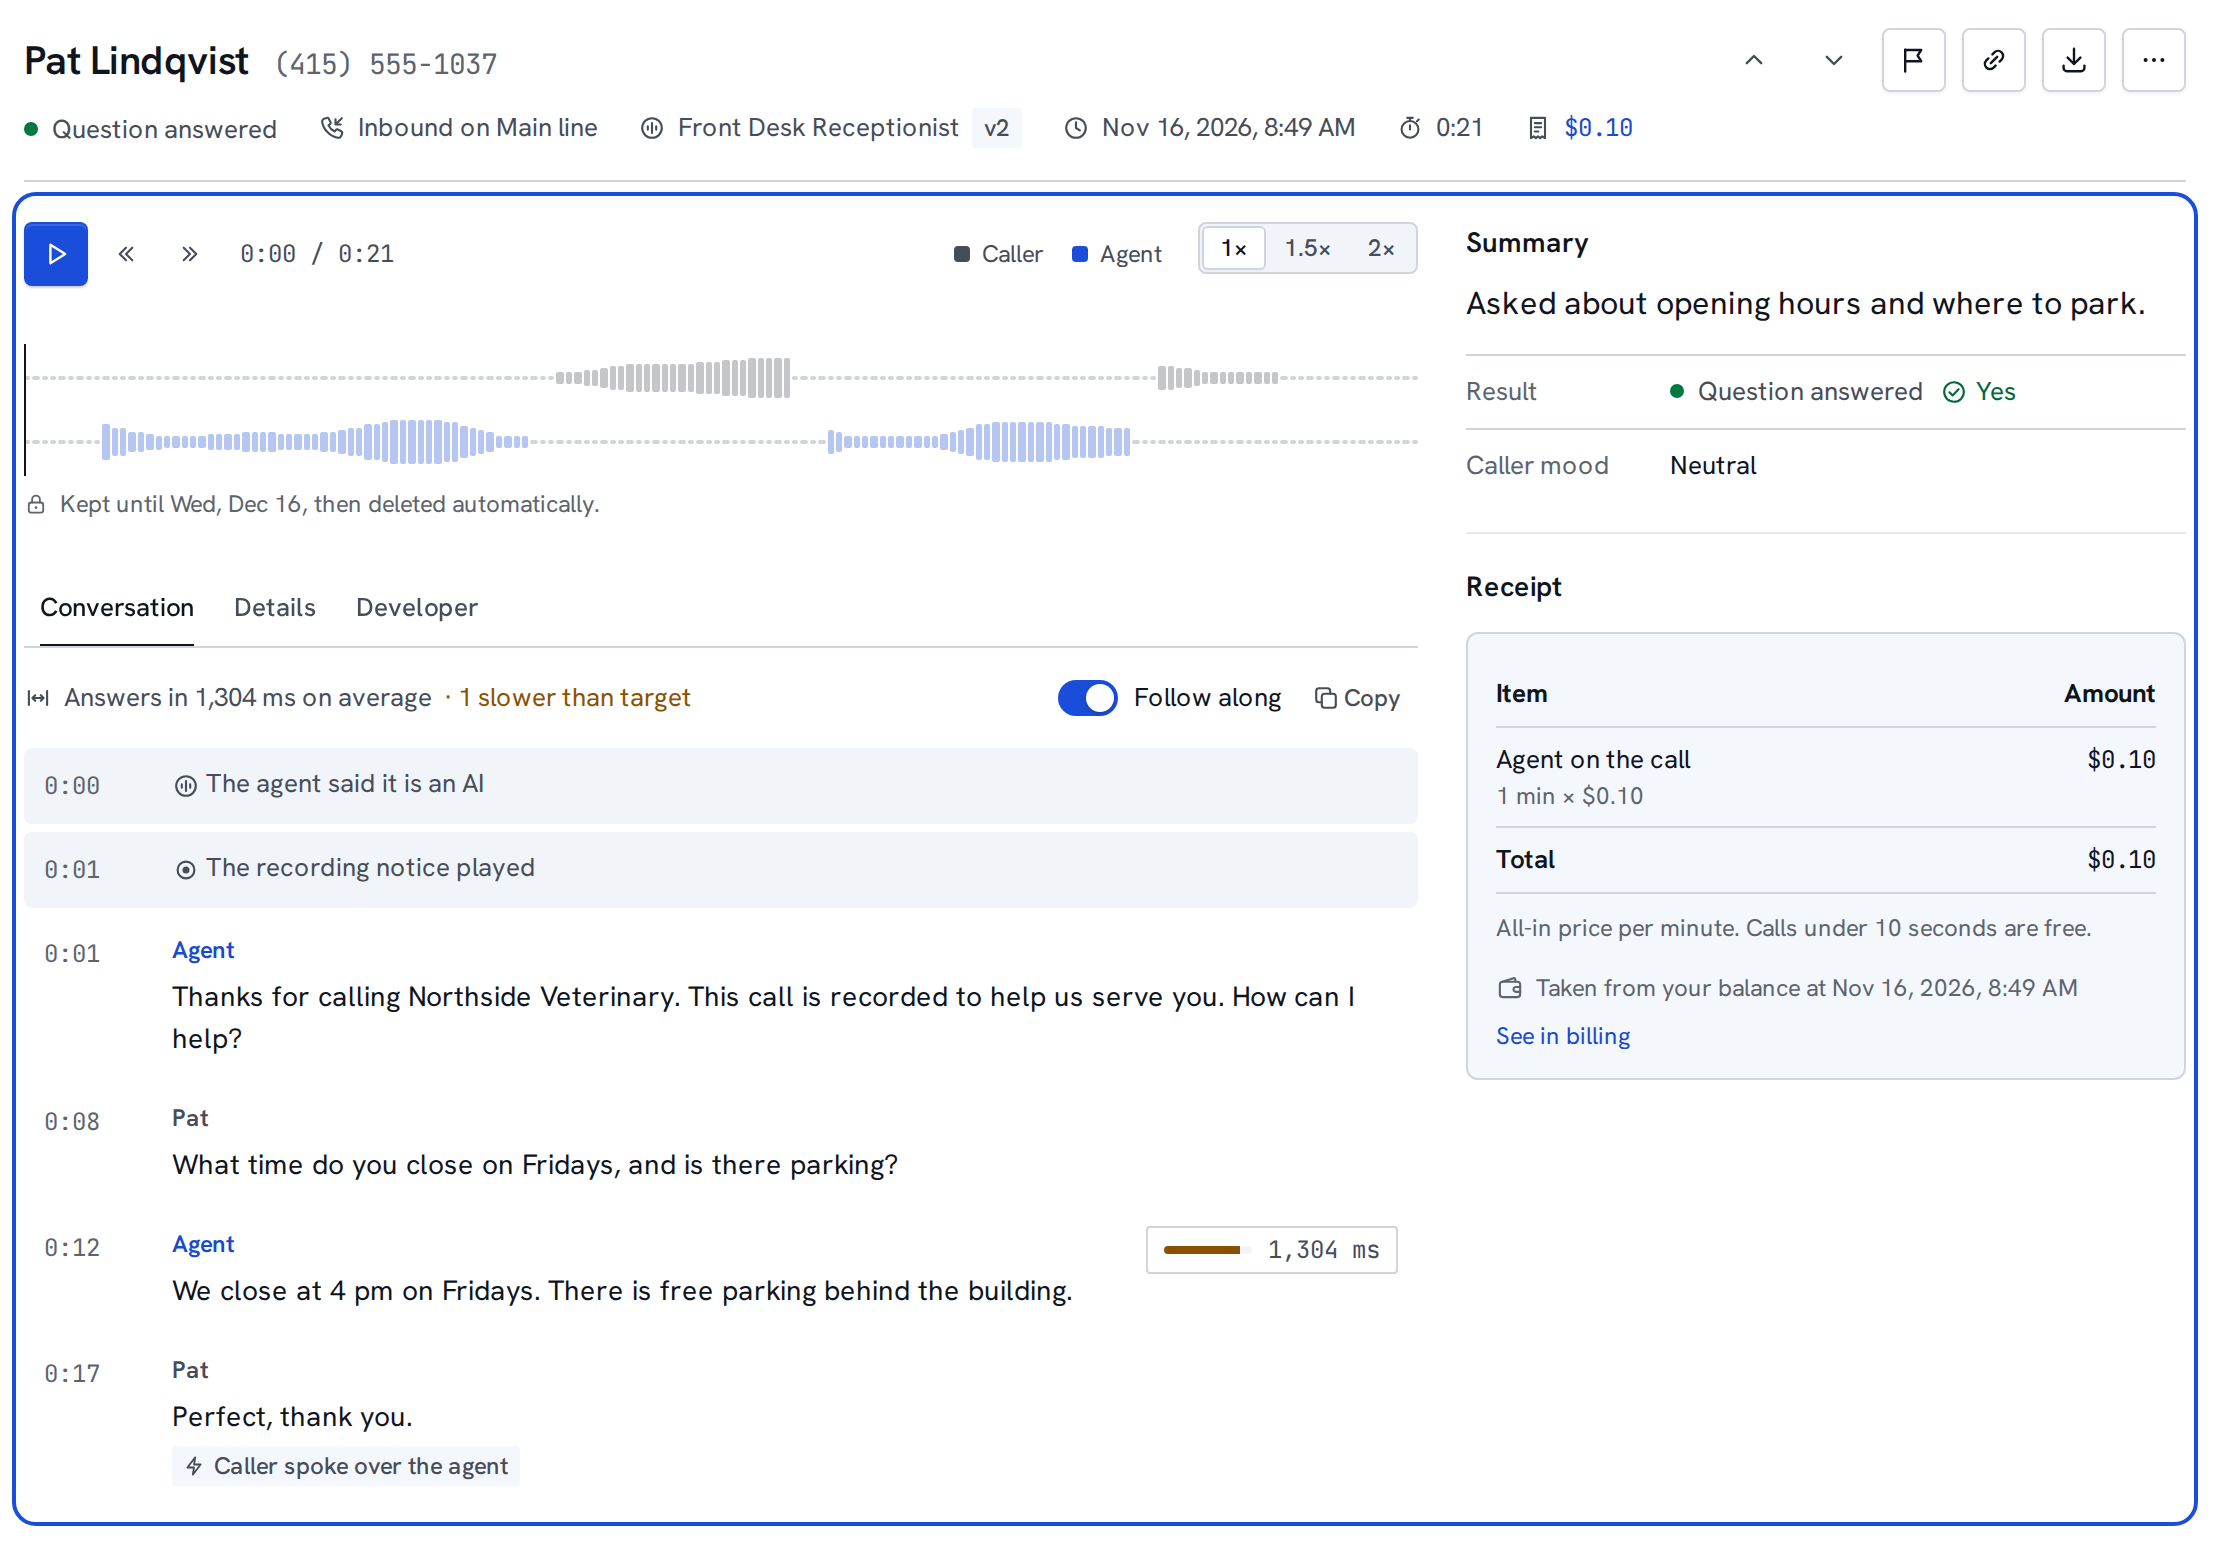 Pat Lindqvist (415) 555-1037
Question answered Inbound on Main line Front Desk Receptionist v2 Nov 16, 2026, 8:49 AM 0:21 $0.10
0:00 / 0:21 Caller Agent 1× 1.5× 2×
Kept until Wed, Dec 16, then deleted automatically.
Conversation Details Developer
Answers in 1,304 ms on average · 1 slower than target Follow along Copy
0:00 The agent said it is an AI
0:01 The recording notice played
0:01 Agent
Thanks for calling Northside Veterinary. This call is recorded to help us serve you. How can I
help?
0:08 Pat
What time do you close on Fridays, and is there parking?
0:12 Agent 1,304 ms
We close at 4 pm on Fridays. There is free parking behind the building.
0:17 Pat
Perfect, thank you.
Caller spoke over the agent
Summary
Asked about opening hours and where to park.
Result Question answered Yes
Caller mood Neutral
Receipt
Item Amount
Agent on the call $0.10
1 min × $0.10
Total $0.10
All-in price per minute. Calls under 10 seconds are free.
Taken from your balance at Nov 16, 2026, 8:49 AM
See in billing